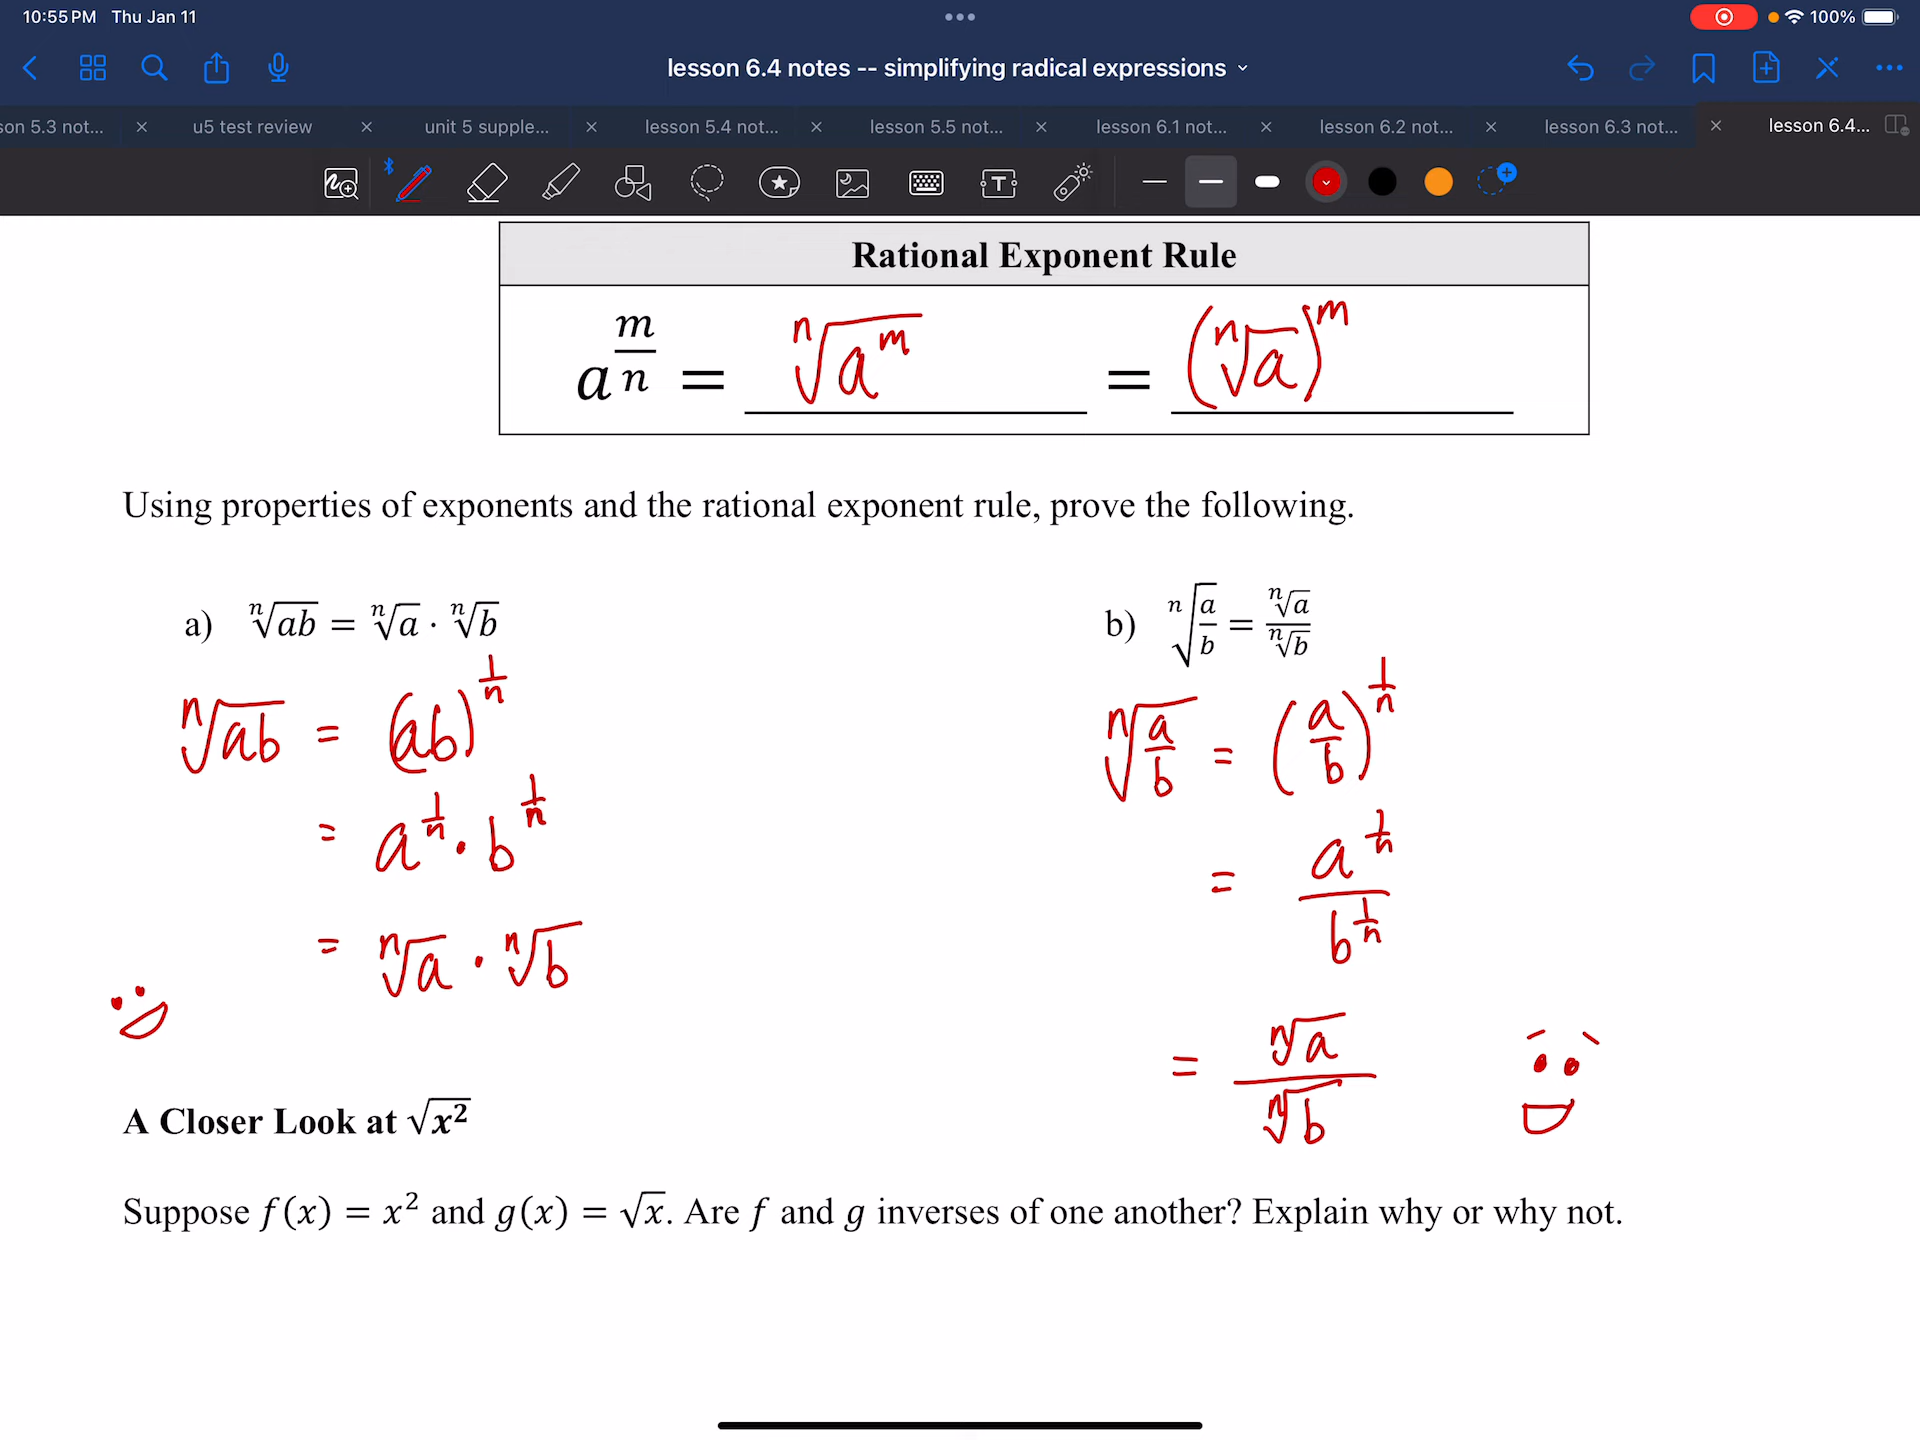 10:55 PM Thu Jan 11 100%
lesson 6.4 notes -- simplifying radical expressions
son 5.3 not... u5 test review unit 5 supple... lesson 5.4 not... lesson 5.5 not... lesson 6.1 not... lesson 6.2 not... lesson 6.3 not... lesson 6.4...
Rational Exponent Rule
a^(m/n) = ⁿ√(a^m) = (ⁿ√a)^m
Using properties of exponents and the rational exponent rule, prove the following.
a) ⁿ√(ab) = ⁿ√a · ⁿ√b
ⁿ√(ab) = (ab)^(1/n)
= a^(1/n) · b^(1/n)
= ⁿ√a · ⁿ√b
b) ⁿ√(a/b) = ⁿ√a / ⁿ√b
ⁿ√(a/b) = (a/b)^(1/n)
= a^(1/n) / b^(1/n)
= ⁿ√a / ⁿ√b
A Closer Look at √(x²)
Suppose f(x) = x² and g(x) = √x. Are f and g inverses of one another? Explain why or why not.